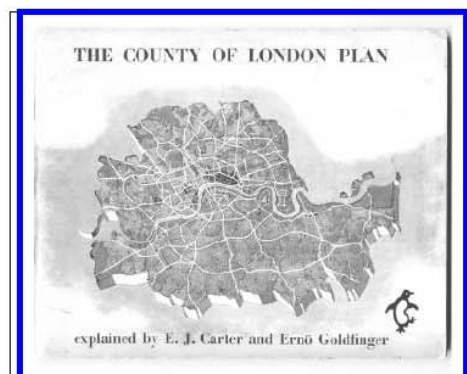 THE COUNTY OF LONDON PLAN
explained by E. J. Carter and Ernö Goldfinger